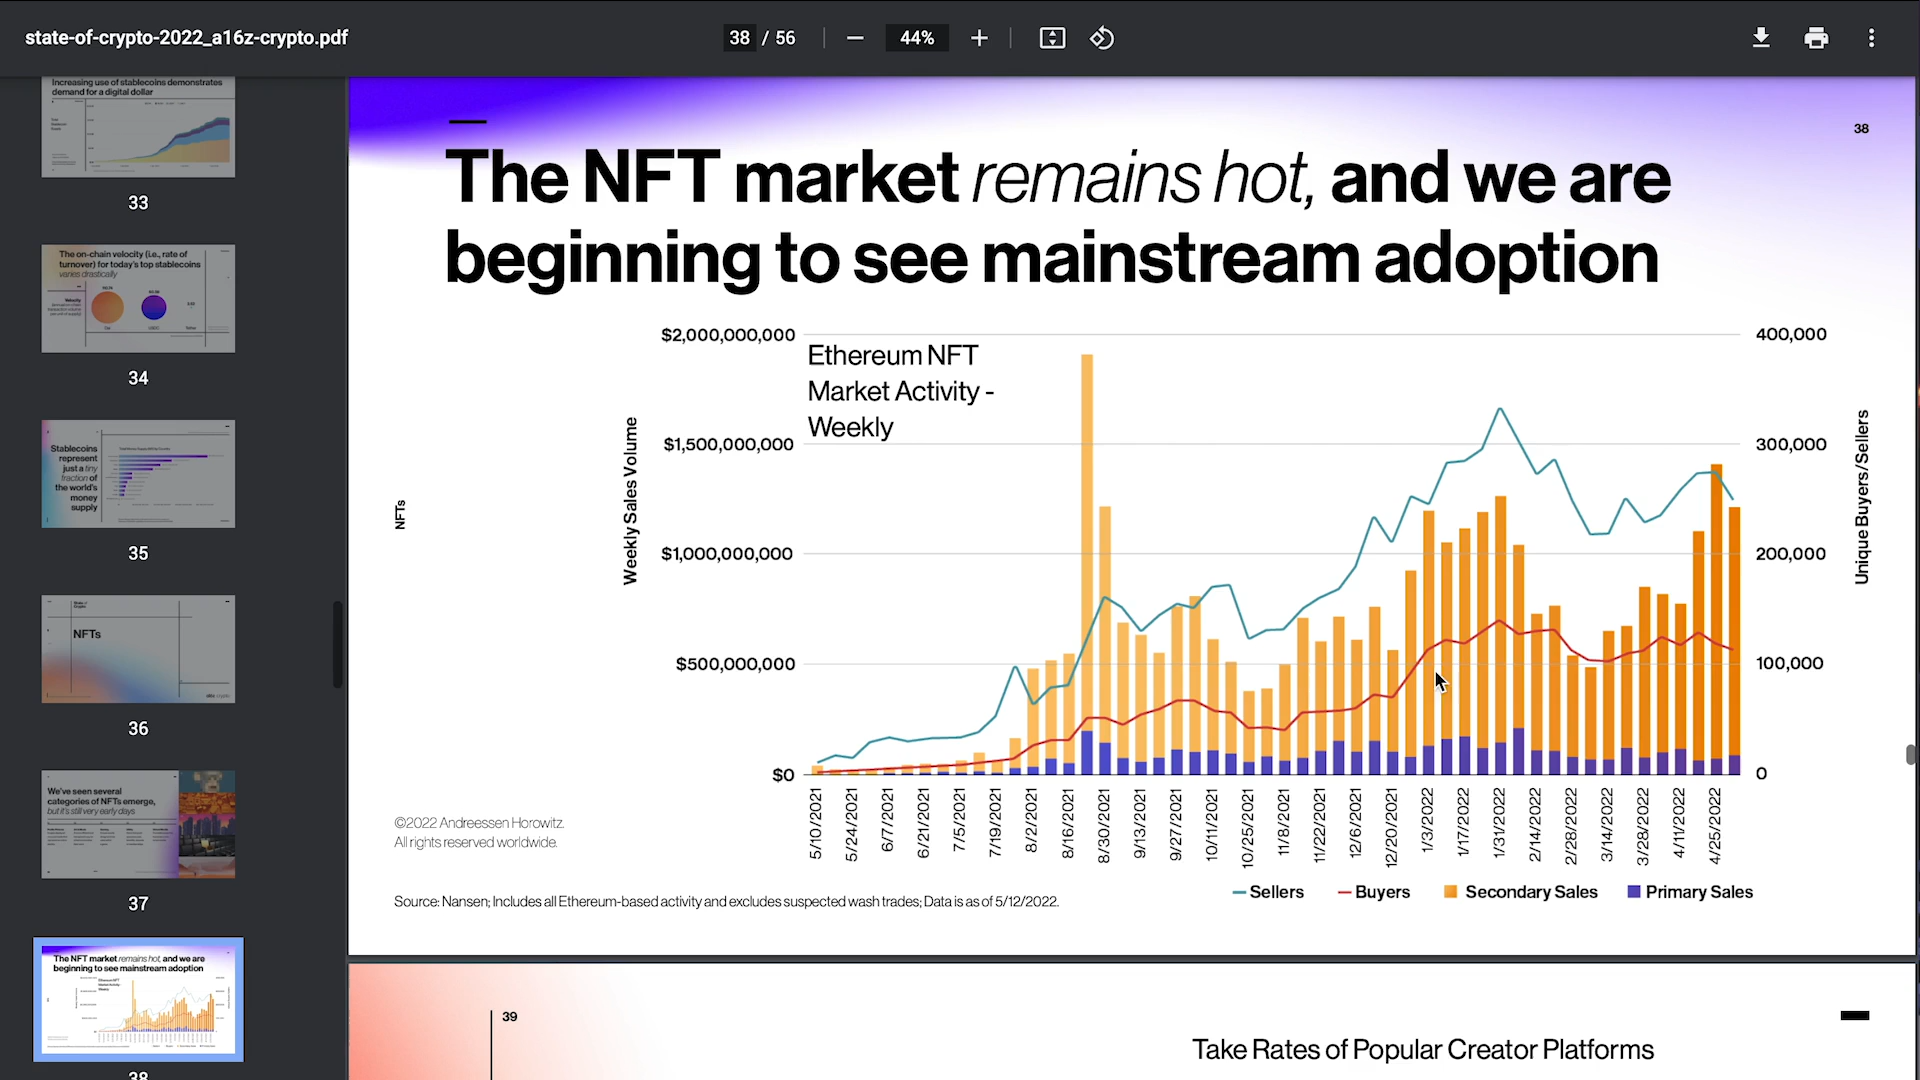 state-of-crypto-2022_a16z-crypto.pdf
38 / 56
44%
Increasing use of stablecoins demonstrates
demand for a digital dollar
33
The on-chain velocity (i.e., rate of
turnover) for today's top stablecoins
varies drastically
34
Stablecoins
represent
just a tiny
fraction of
the world's
money
supply
35
NFTs
36
We've seen several
categories of NFTs emerge,
but it's still very early days
37
The NFT market remains hot, and we are
beginning to see mainstream adoption
38
38
The NFT market remains hot, and we are
beginning to see mainstream adoption
NFTs
Ethereum NFT
Market Activity -
Weekly
Weekly Sales Volume
$2,000,000,000
$1,500,000,000
$1,000,000,000
$500,000,000
$0
400,000
300,000
200,000
100,000
0
Unique Buyers/Sellers
5/10/2021
5/24/2021
6/7/2021
6/21/2021
7/5/2021
7/19/2021
8/2/2021
8/16/2021
8/30/2021
9/13/2021
9/27/2021
10/11/2021
10/25/2021
11/8/2021
11/22/2021
12/6/2021
12/20/2021
1/3/2022
1/17/2022
1/31/2022
2/14/2022
2/28/2022
3/14/2022
3/28/2022
4/11/2022
4/25/2022
Sellers
Buyers
Secondary Sales
Primary Sales
©2022 Andreessen Horowitz.
All rights reserved worldwide.
Source: Nansen; Includes all Ethereum-based activity and excludes suspected wash trades; Data is as of 5/12/2022.
39
Take Rates of Popular Creator Platforms